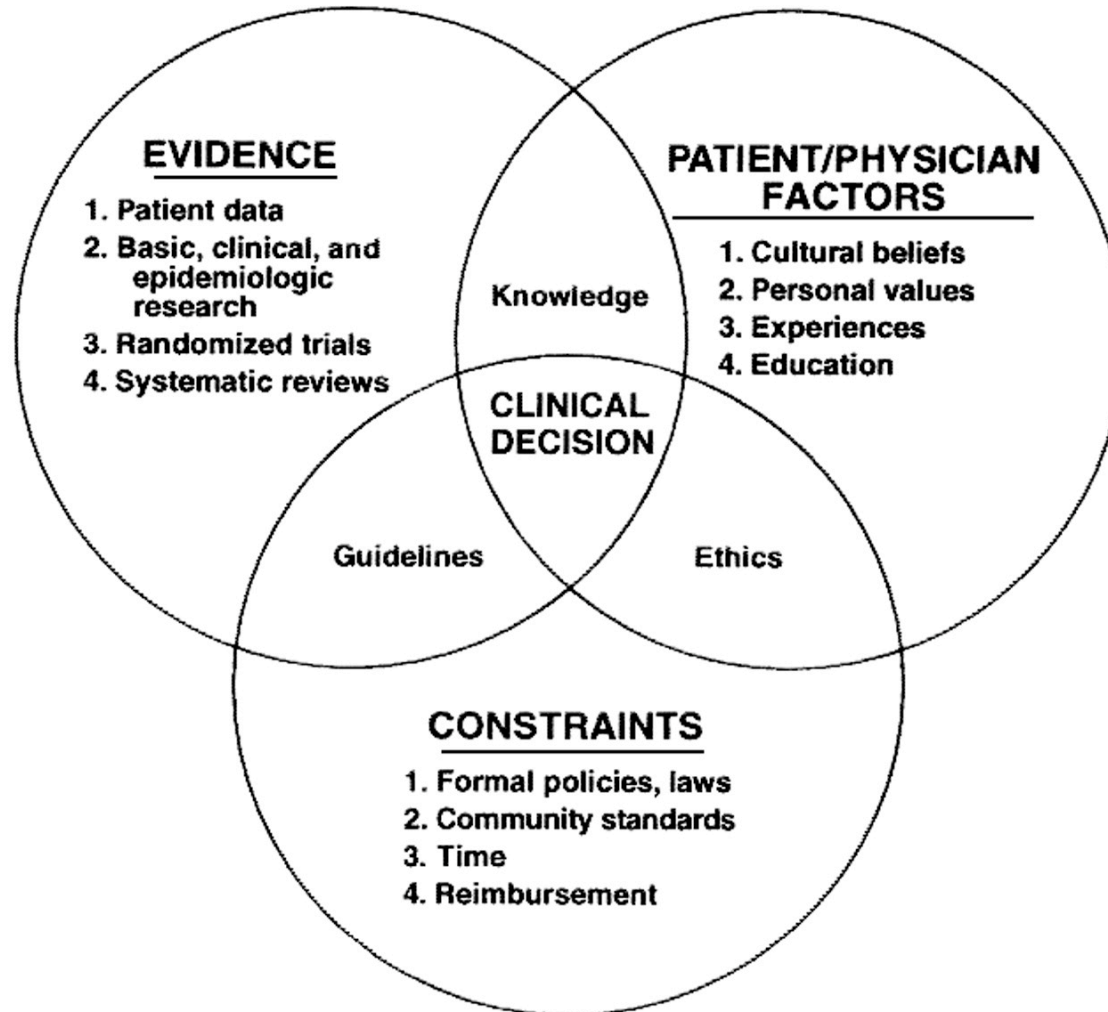 EVIDENCE
1. Patient data
2. Basic, clinical, and
epidemiologic
research
3. Randomized trials
4. Systematic reviews
PATIENT/PHYSICIAN
FACTORS
1. Cultural beliefs
2. Personal values
3. Experiences
4. Education
Knowledge
CLINICAL
DECISION
Guidelines
Ethics
CONSTRAINTS
1. Formal policies, laws
2. Community standards
3. Time
4. Reimbursement